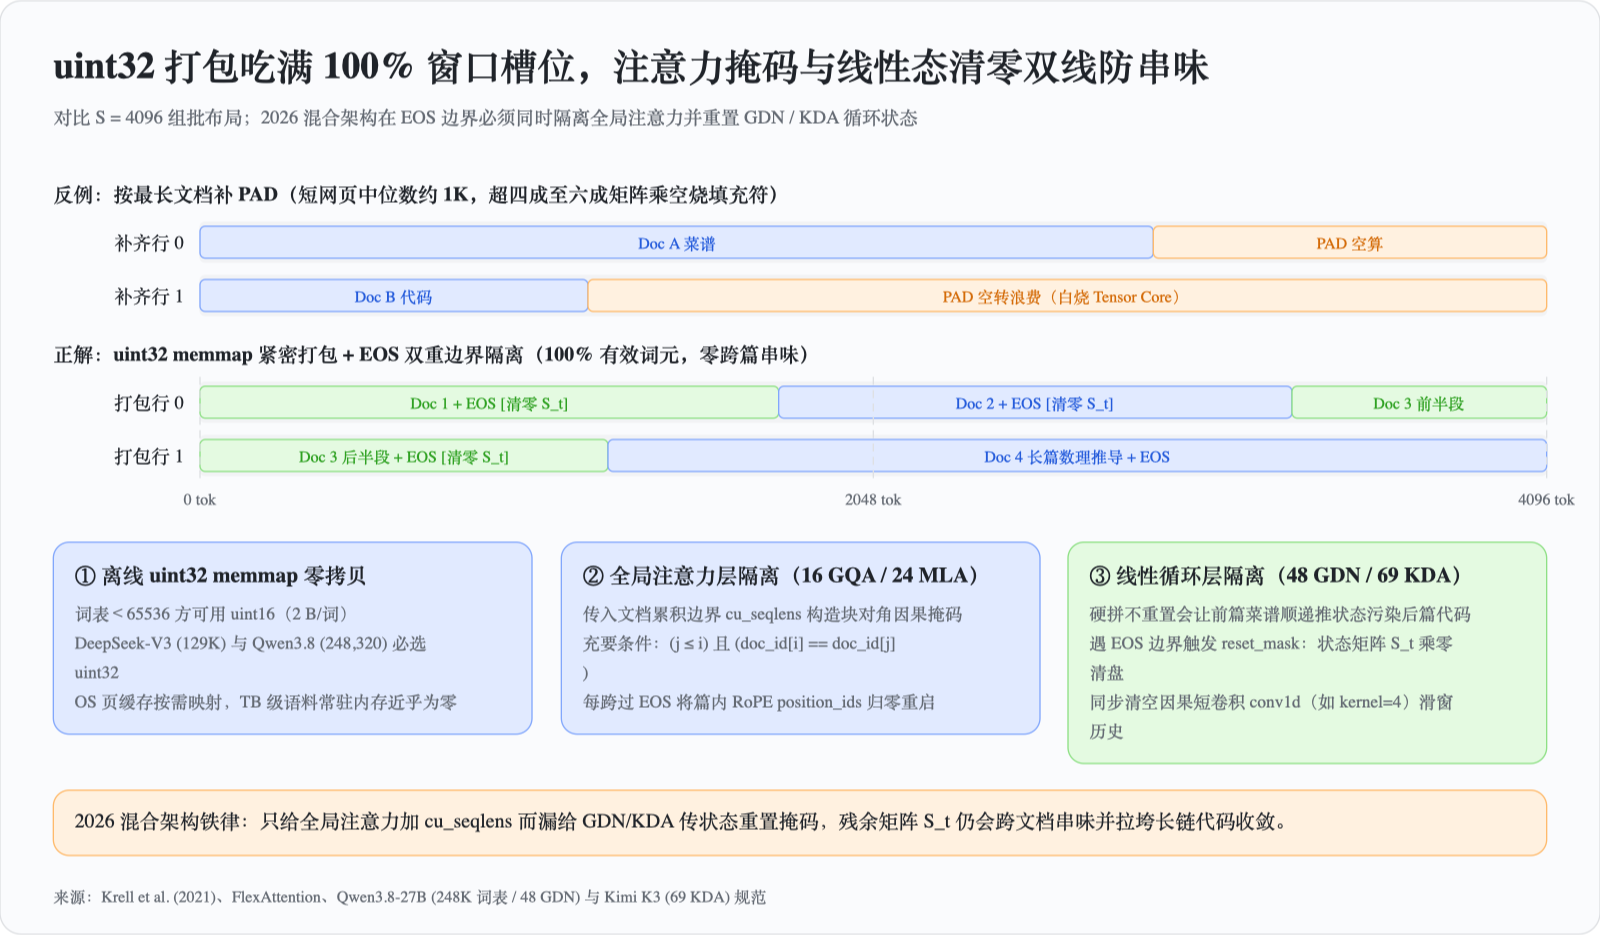 uint32 打包吃满 100% 窗口槽位，注意力掩码与线性态清零双线防串味
对比 S = 4096 组批布局；2026 混合架构在 EOS 边界必须同时隔离全局注意力并重置 GDN / KDA 循环状态
反例：按最长文档补 PAD（短网页中位数约 1K，超四成至六成矩阵乘空烧填充符）
补齐行 0
Doc A 菜谱
PAD 空算
补齐行 1
Doc B 代码
PAD 空转浪费（白烧 Tensor Core）
正解：uint32 memmap 紧密打包 + EOS 双重边界隔离（100% 有效词元，零跨篇串味）
打包行 0
Doc 1 + EOS [清零 S_t]
Doc 2 + EOS [清零 S_t]
Doc 3 前半段
打包行 1
Doc 3 后半段 + EOS [清零 S_t]
Doc 4 长篇数理推导 + EOS
0 tok
2048 tok
4096 tok
① 离线 uint32 memmap 零拷贝
词表 < 65536 方可用 uint16（2 B/词）
DeepSeek-V3 (129K) 与 Qwen3.8 (248,320) 必选
uint32
OS 页缓存按需映射，TB 级语料常驻内存近乎为零
② 全局注意力层隔离（16 GQA / 24 MLA）
传入文档累积边界 cu_seqlens 构造块对角因果掩码
充要条件：(j ≤ i) 且 (doc_id[i] == doc_id[j]
)
每跨过 EOS 将篇内 RoPE position_ids 归零重启
③ 线性循环层隔离（48 GDN / 69 KDA）
硬拼不重置会让前篇菜谱顺递推状态污染后篇代码
遇 EOS 边界触发 reset_mask：状态矩阵 S_t 乘零
清盘
同步清空因果短卷积 conv1d（如 kernel=4）滑窗
历史
2026 混合架构铁律：只给全局注意力加 cu_seqlens 而漏给 GDN/KDA 传状态重置掩码，残余矩阵 S_t 仍会跨文档串味并拉垮长链代码收敛。
来源：Krell et al. (2021)、FlexAttention、Qwen3.8-27B (248K 词表 / 48 GDN) 与 Kimi K3 (69 KDA) 规范